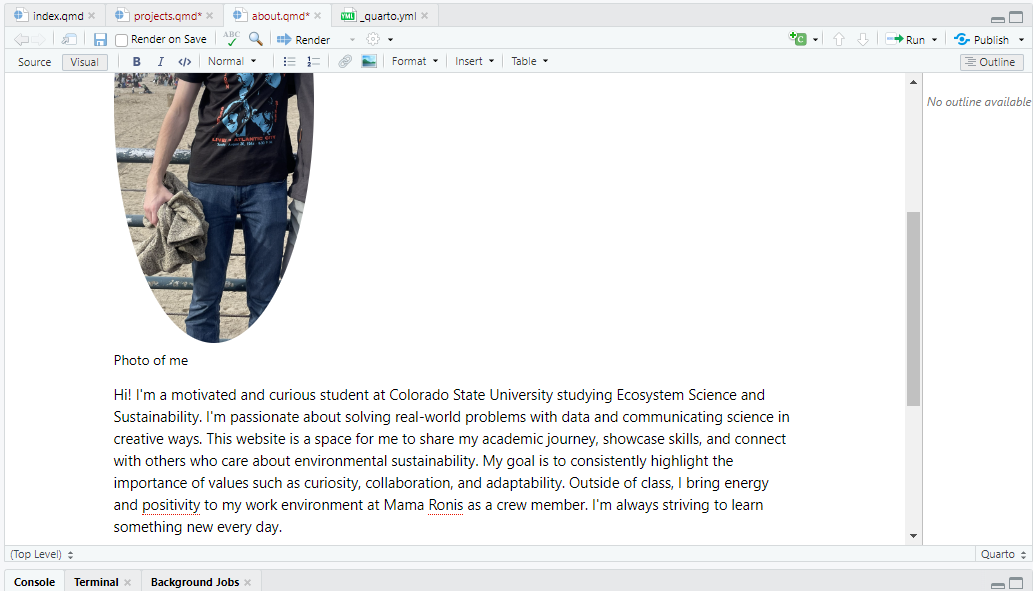 index.qmd
projects.qmd*
about.qmd*
YML
_quarto.yml
Render on Save
ABC
Render
C
Run
Publish
Source
Visual
B
I
</>
Normal
Format
Insert
Table
Outline
No outline available
LIVE! ATLANTIC CITY
Photo of me
Hi! I'm a motivated and curious student at Colorado State University studying Ecosystem Science and
Sustainability. I'm passionate about solving real-world problems with data and communicating science in
creative ways. This website is a space for me to share my academic journey, showcase skills, and connect
with others who care about environmental sustainability. My goal is to consistently highlight the
importance of values such as curiosity, collaboration, and adaptability. Outside of class, I bring energy
and positivity to my work environment at Mama Ronis as a crew member. I'm always striving to learn
something new every day.
(Top Level)
Quarto
Console
Terminal
Background Jobs